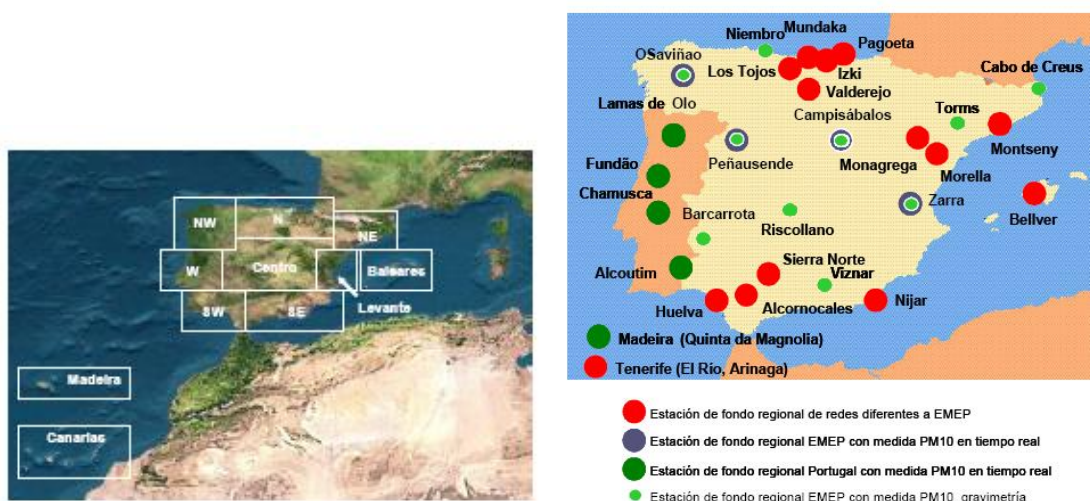 NW
N
NE
W
Centro
Baleares
Levante
SW
SE
Madeira
Canarias
Mundaka
Niembro
Pagoeta
OSaviñao
Los Tojos
Izki
Cabo de Creus
Valderejo
Lamas de Olo
Campisábalos
Torms
Peñausende
Monagrega
Montseny
Fundão
Morella
Chamusca
Barcarrota
Zarra
Riscollano
Bellver
Sierra Norte
Alcoutim
Víznar
Huelva
Alcornocales
Nijar
Madeira (Quinta da Magnolia)
Tenerife (El Río, Arinaga)
Estación de fondo regional de redes diferentes a EMEP
Estación de fondo regional EMEP con medida PM10 en tiempo real
Estación de fondo regional Portugal con medida PM10 en tiempo real
Estación de fondo regional EMEP con medida PM10 gravimetría